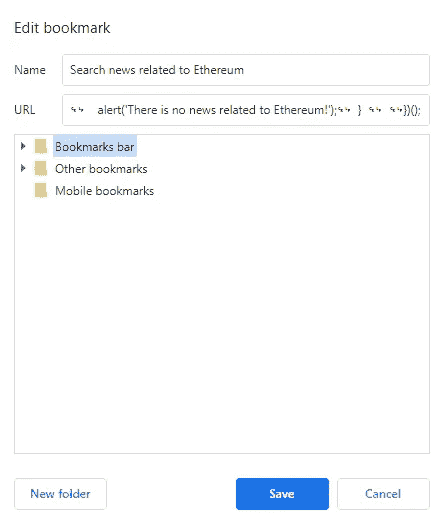 Edit bookmark
Name Search news related to Ethereum
URL ␍␊ alert('There is no news related to Ethereum!');␍␊ } ␍␊ ␍␊})();
Bookmarks bar
Other bookmarks
Mobile bookmarks
New folder Save Cancel